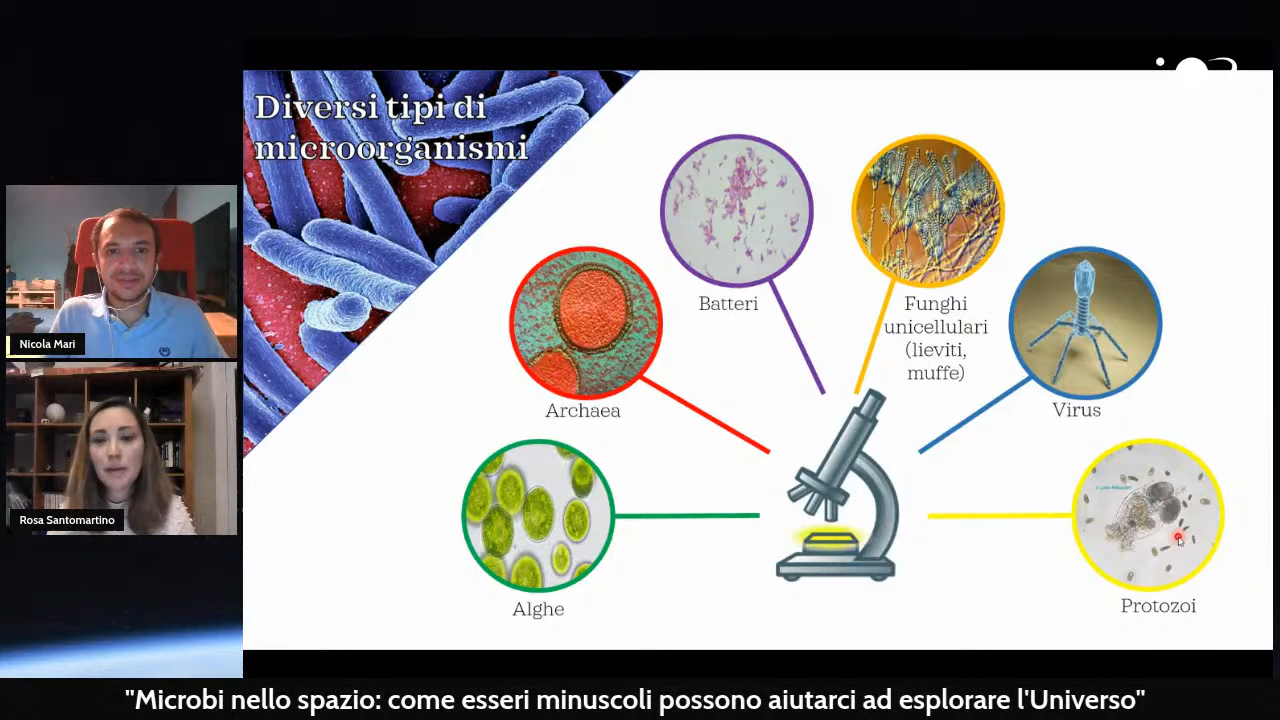 Diversi tipi di
microorganismi
Batteri
Funghi
unicellulari
(lieviti,
muffe)
Archaea
Virus
Alghe
Protozoi
Nicola Mari
Rosa Santomartino
"Microbi nello spazio: come esseri minuscoli possono aiutarci ad esplorare l'Universo"